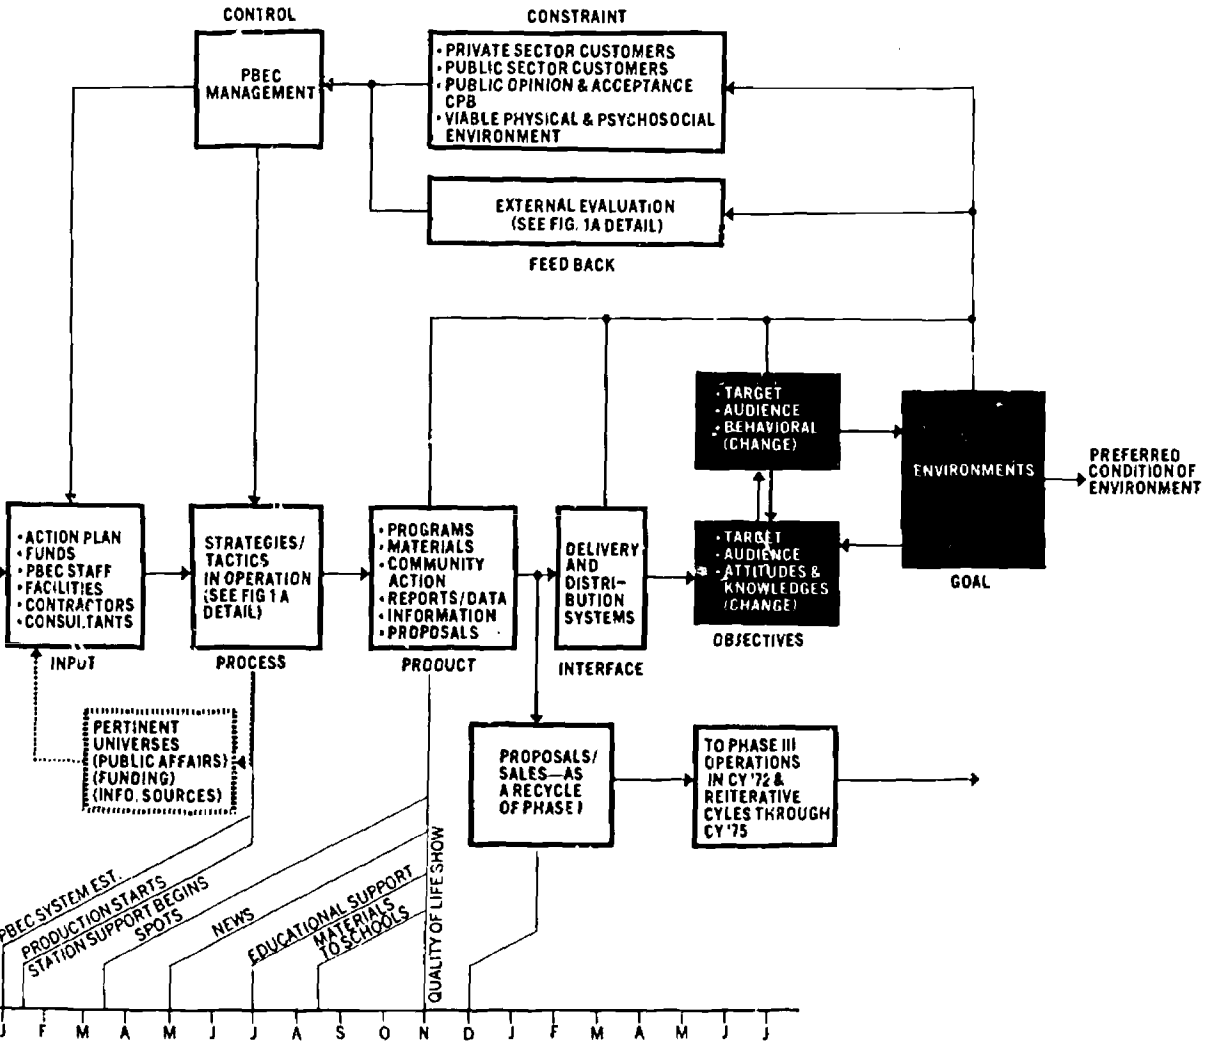 CONTROL
PBEC
MANAGEMENT
CONSTRAINT
• PRIVATE SECTOR CUSTOMERS
• PUBLIC SECTOR CUSTOMERS
• PUBLIC OPINION & ACCEPTANCE
CPB
• VIABLE PHYSICAL & PSYCHOSOCIAL
ENVIRONMENT
EXTERNAL EVALUATION
(SEE FIG. 1A DETAIL)
FEED BACK
• TARGET
• AUDIENCE
• BEHAVIORAL
(CHANGE)
ENVIRONMENTS
GOAL
PREFERRED
CONDITION OF
ENVIRONMENT
• ACTION PLAN
• FUNDS
• PBEC STAFF
• FACILITIES
• CONTRACTORS
• CONSULTANTS
INPUT
STRATEGIES/
TACTICS
IN OPERATION
(SEE FIG 1 A
DETAIL)
PROCESS
• PROGRAMS
• MATERIALS
• COMMUNITY
ACTION
• REPORTS/DATA
• INFORMATION
• PROPOSALS
PRODUCT
DELIVERY
AND
DISTRI-
BUTION
SYSTEMS
INTERFACE
• TARGET
• AUDIENCE
• ATTITUDES &
KNOWLEDGES
(CHANGE)
OBJECTIVES
PERTINENT
UNIVERSES
(PUBLIC AFFAIRS)
(FUNDING)
(INFO. SOURCES)
PROPOSALS/
SALES—AS
A RECYCLE
OF PHASE I
TO PHASE III
OPERATIONS
IN CY '72 &
REITERATIVE
CYLES THROUGH
CY '75
PBEC SYSTEM EST.
PRODUCTION STARTS
STATION SUPPORT BEGINS
SPOTS
NEWS
EDUCATIONAL SUPPORT
MATERIALS
TO SCHOOLS
QUALITY OF LIFE SHOW
J F M A M J J A S O N D J F M A M J J